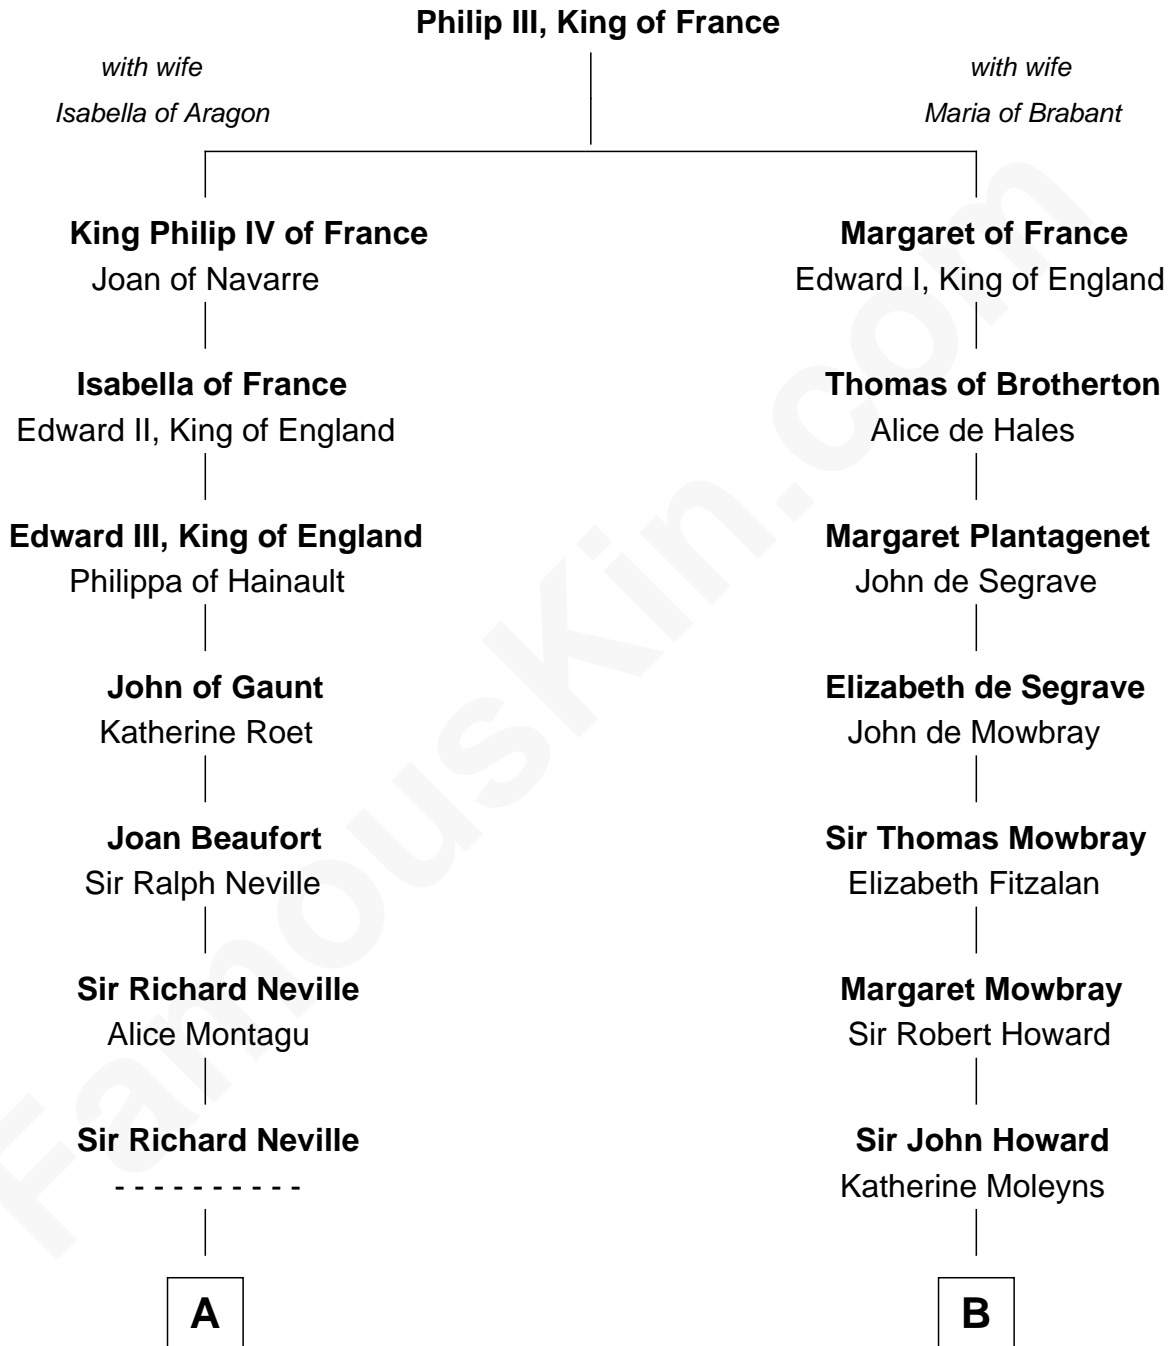 Philip III, King of France
with wife
Isabella of Aragon
with wife
Maria of Brabant
King Philip IV of France
Joan of Navarre
Margaret of France
Edward I, King of England
Isabella of France
Edward II, King of England
Thomas of Brotherton
Alice de Hales
Edward III, King of England
Philippa of Hainault
Margaret Plantagenet
John de Segrave
John of Gaunt
Katherine Roet
Elizabeth de Segrave
John de Mowbray
Joan Beaufort
Sir Ralph Neville
Sir Thomas Mowbray
Elizabeth Fitzalan
Sir Richard Neville
Alice Montagu
Margaret Mowbray
Sir Robert Howard
Sir Richard Neville
- - - - - - - - - -
Sir John Howard
Katherine Moleyns
A
B
FamousKin.com